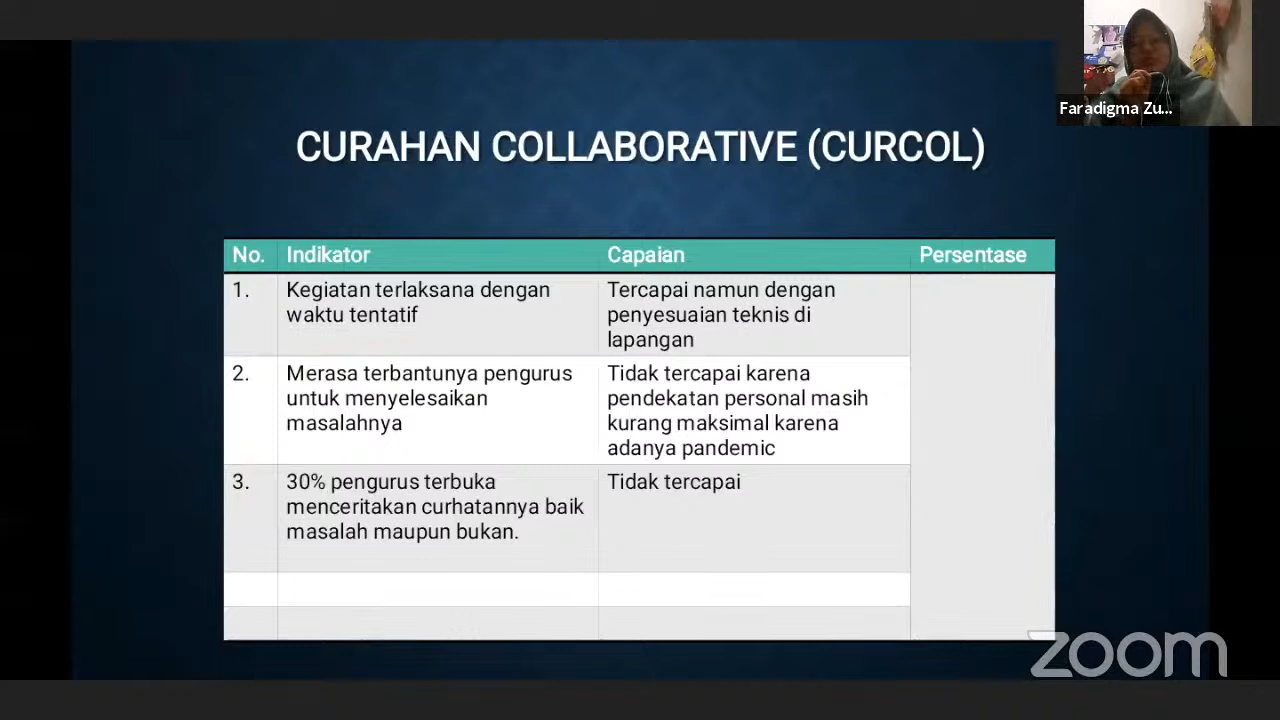 Faradigma Zu...
CURAHAN COLLABORATIVE (CURCOL)
No. Indikator Capaian Persentase
1. Kegiatan terlaksana dengan Tercapai namun dengan
waktu tentatif penyesuaian teknis di
lapangan
2. Merasa terbantunya pengurus Tidak tercapai karena
untuk menyelesaikan pendekatan personal masih
masalahnya kurang maksimal karena
adanya pandemic
3. 30% pengurus terbuka Tidak tercapai
menceritakan curhatannya baik
masalah maupun bukan.
zoom